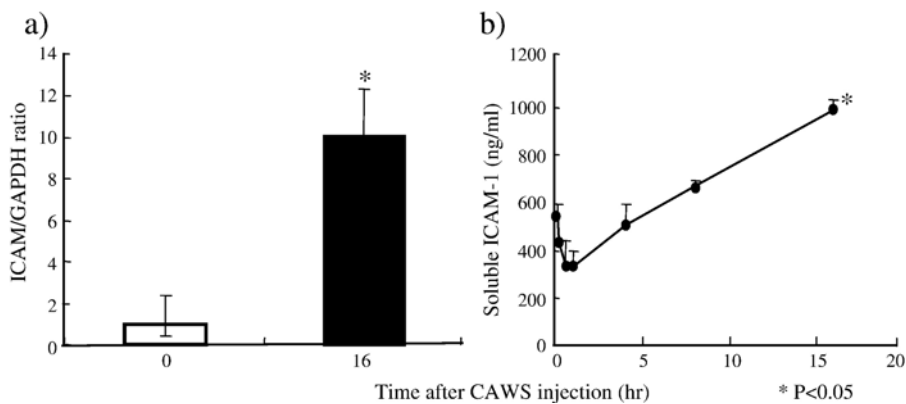 a)
ICAM/GAPDH ratio
14
12
10
8
6
4
2
0
*
0 16
b)
Soluble ICAM-1 (ng/ml)
1200
1000
800
600
400
200
0
*
0 5 10 15 20
Time after CAWS injection (hr)
* P<0.05